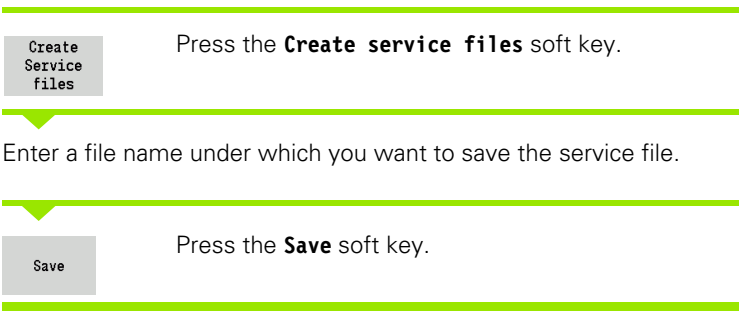 Create
Service
files
Press the Create service files soft key.
Enter a file name under which you want to save the service file.
Save
Press the Save soft key.